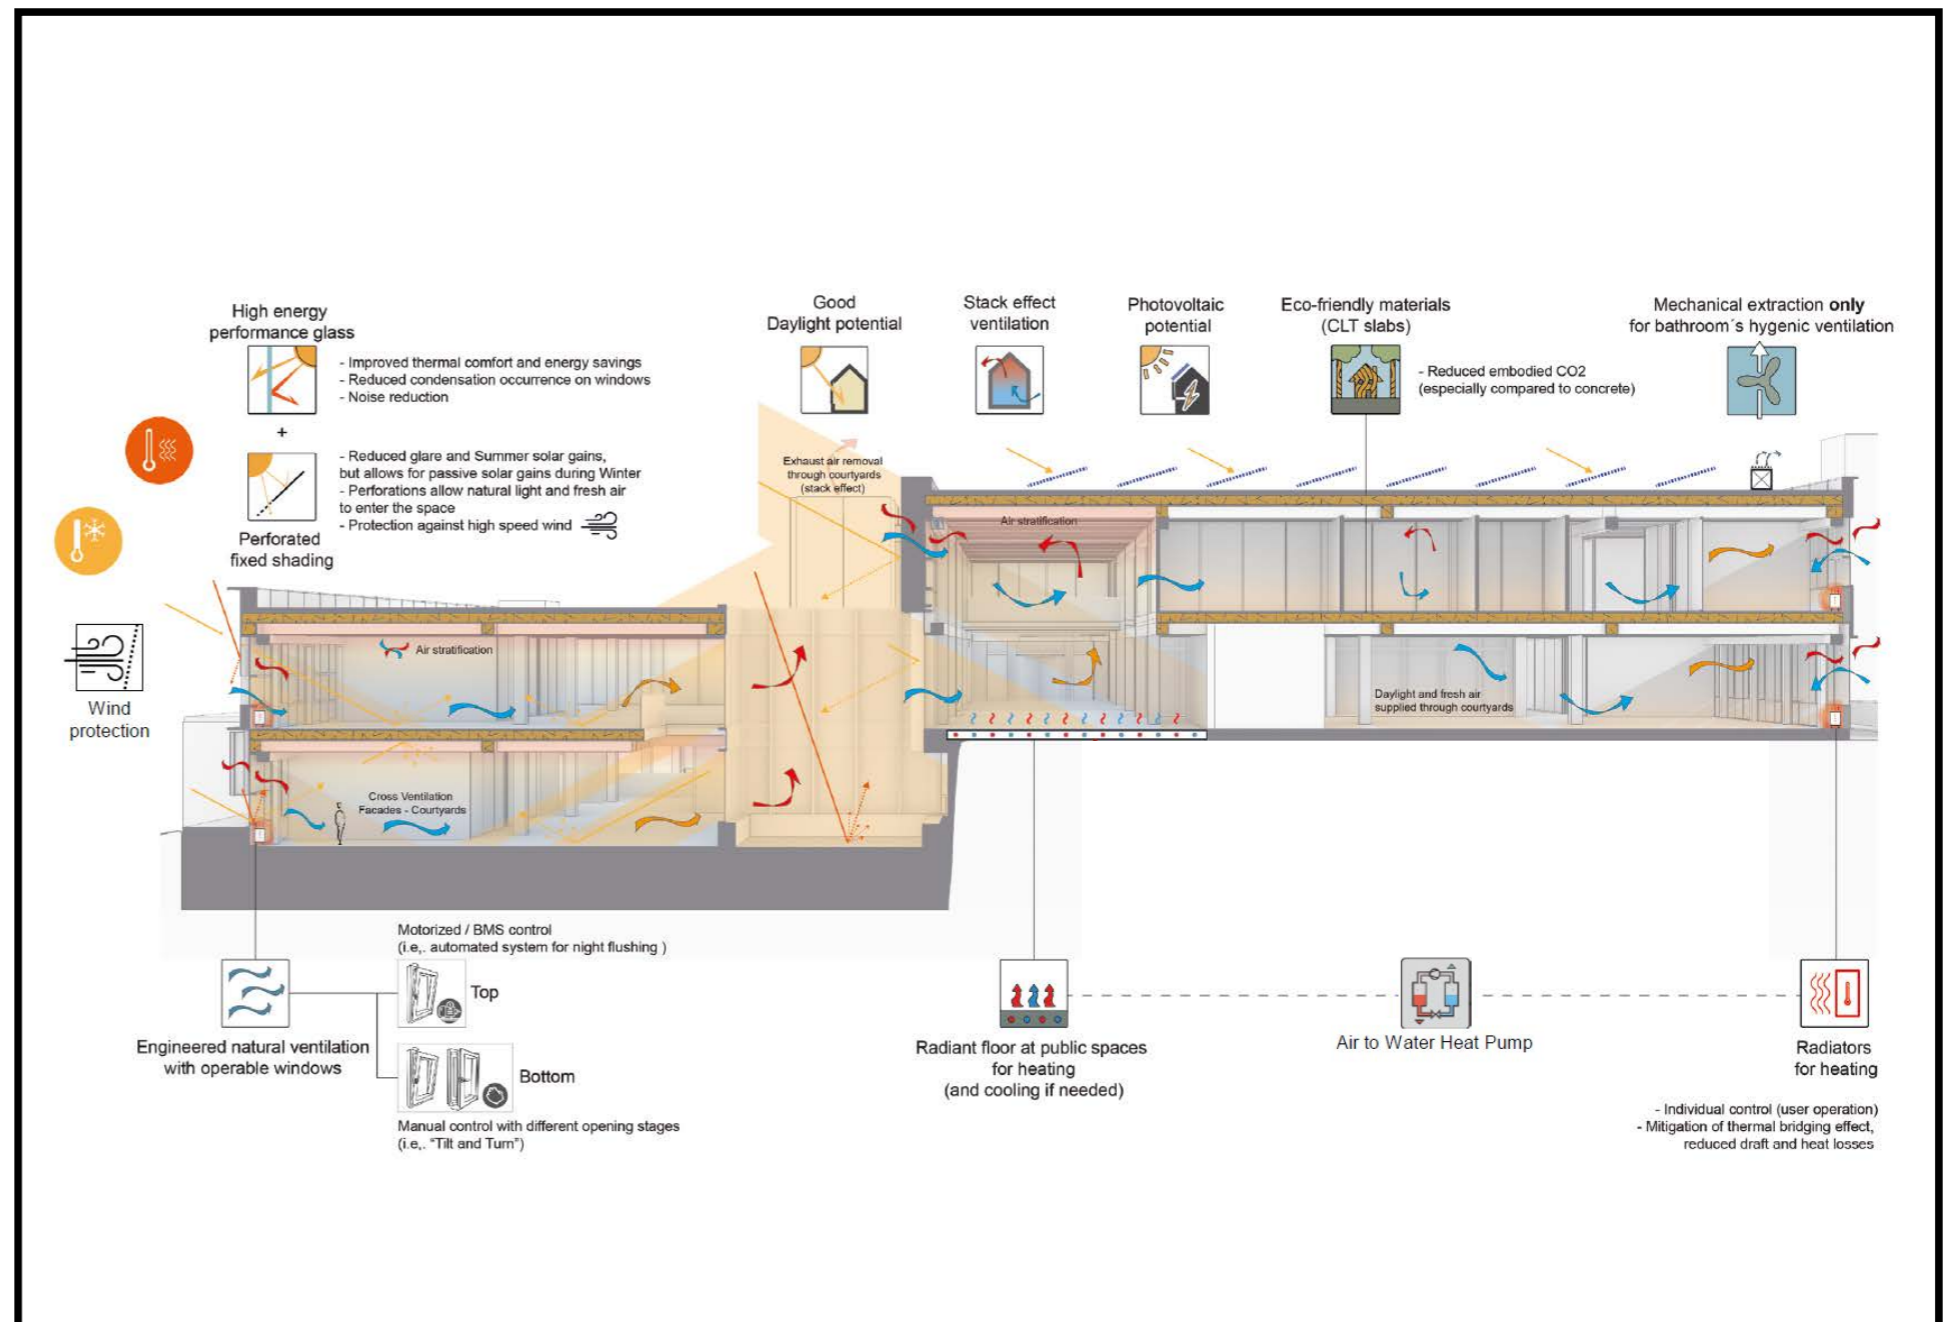 High energy
performance glass
- Improved thermal comfort and energy savings
- Reduced condensation occurrence on windows
- Noise reduction
+
- Reduced glare and Summer solar gains,
but allows for passive solar gains during Winter
- Perforations allow natural light and fresh air
to enter the space
- Protection against high speed wind
Perforated
fixed shading
Wind
protection
Good
Daylight potential
Stack effect
ventilation
Photovoltaic
potential
Eco-friendly materials
(CLT slabs)
- Reduced embodied CO2
(especially compared to concrete)
Mechanical extraction only
for bathroom´s hygenic ventilation
Exhaust air removal
through courtyards
(stack effect)
Air stratification
Air stratification
Daylight and fresh air
supplied through courtyards
Cross Ventilation
Facades - Courtyards
Motorized / BMS control
(i.e,. automated system for night flushing )
Top
Engineered natural ventilation
with operable windows
Bottom
Manual control with different opening stages
(i.e,. “Tilt and Turn”)
Radiant floor at public spaces
for heating
(and cooling if needed)
Air to Water Heat Pump
Radiators
for heating
- Individual control (user operation)
- Mitigation of thermal bridging effect,
reduced draft and heat losses